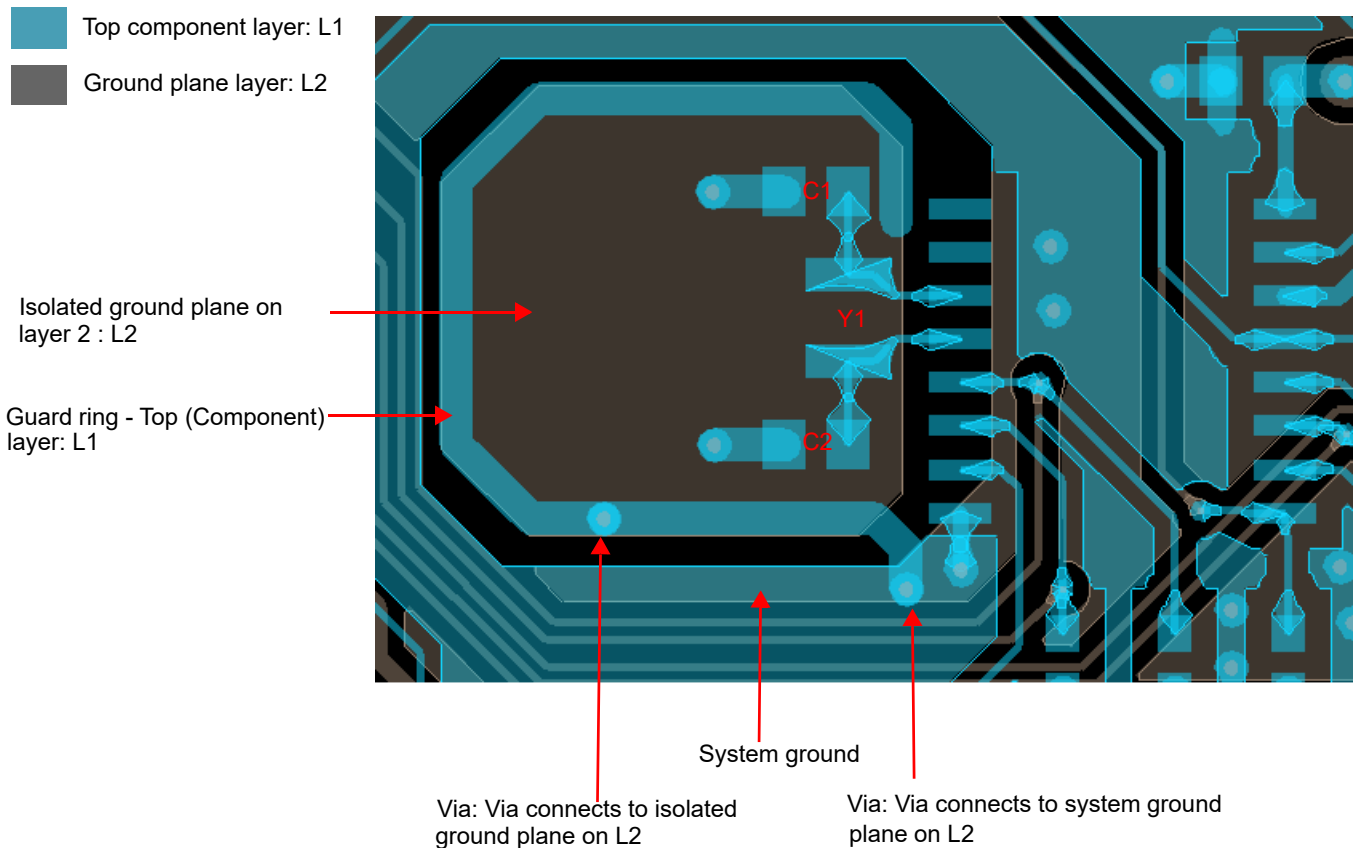 Top component layer: L1
Ground plane layer: L2
C1
Isolated ground plane on
layer 2 : L2
Y1
Guard ring - Top (Component)
layer: L1
C2
System ground
Via: Via connects to isolated
ground plane on L2
Via: Via connects to system ground
plane on L2